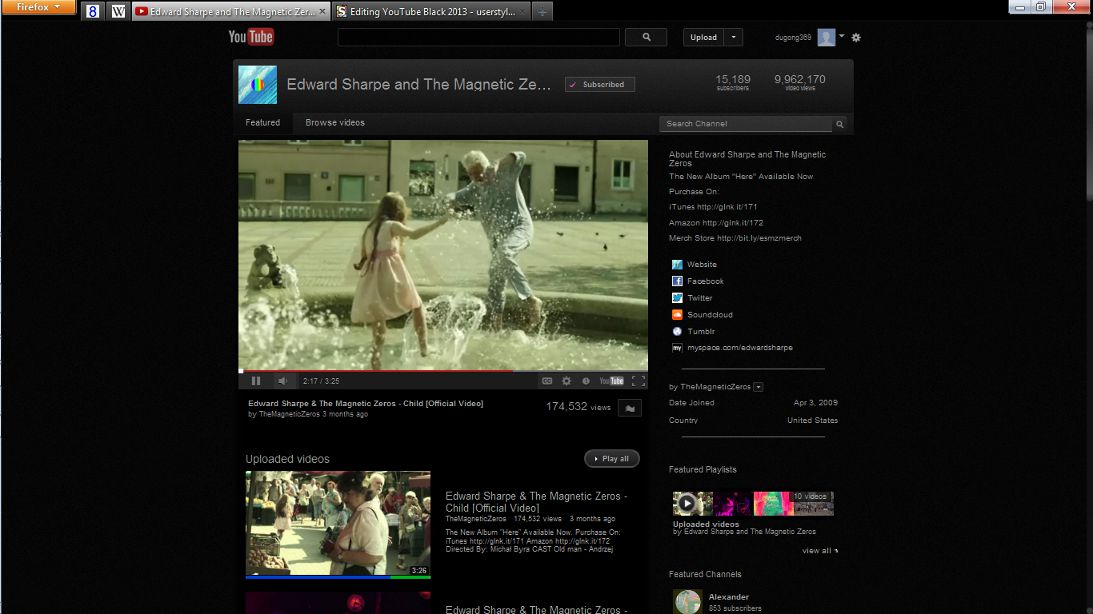 Firefox
8
W
Edward Sharpe and The Magnetic Zer...
Editing YouTube Black 2013 - userstyl...
YouTube
Upload
dugong369
Edward Sharpe and The Magnetic Ze...
Subscribed
15,189
subscribers
9,962,170
video views
Featured
Browse videos
Search Channel
About Edward Sharpe and The Magnetic
Zeros
The New Album "Here" Available Now
Purchase On:
iTunes http://glnk.it/171
Amazon http://glnk.it/172
Merch Store http://bit.ly/esmzmerch
Website
Facebook
Twitter
Soundcloud
Tumblr
my myspace.com/edwardsharpe
2:17 / 3:25
CC
YouTube
Edward Sharpe & The Magnetic Zeros - Child [Official Video]
by TheMagneticZeros 3 months ago
174,532 views
by TheMagneticZeros
Date Joined Apr 3, 2009
Country United States
Uploaded videos
Play all
Edward Sharpe & The Magnetic Zeros -
Child [Official Video]
TheMagneticZeros 174,532 views 3 months ago
The New Album "Here" Available Now. Purchase On:
iTunes http://glnk.it/171 Amazon http://glnk.it/172
Directed By: Michal Byra CAST Old man - Andrzej
3:26
Edward Sharpe & The Magnetic Zeros -
Featured Playlists
10 videos
Uploaded videos
by Edward Sharpe and The Magnetic Zeros
view all
Featured Channels
Alexander
853 subscribers